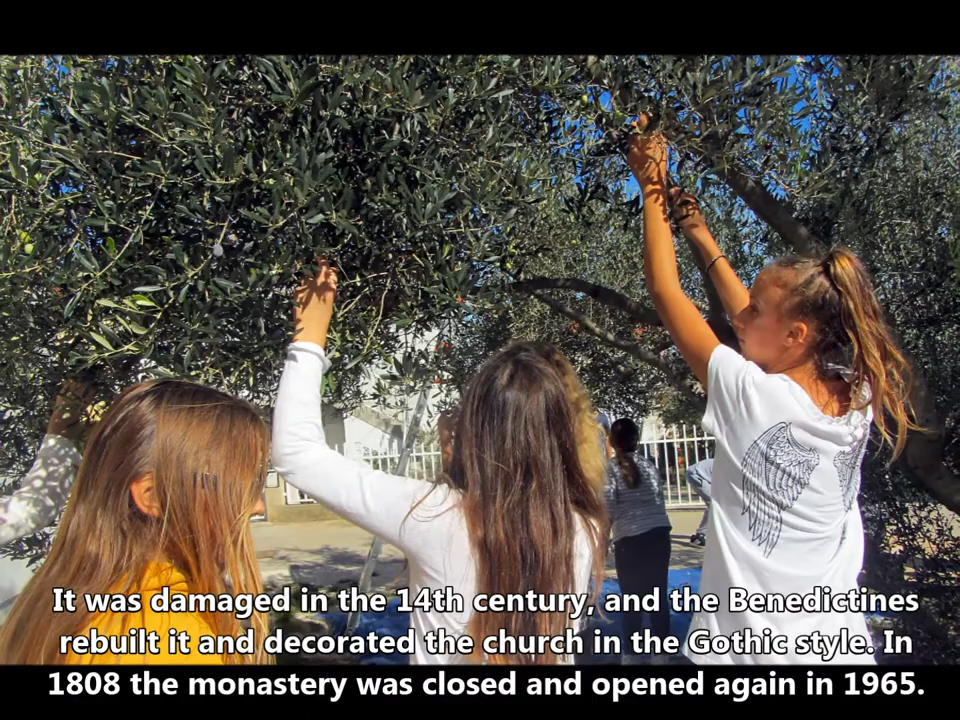 It was damaged in the 14th century, and the Benedictines
rebuilt it and decorated the church in the Gothic style. In
1808 the monastery was closed and opened again in 1965.